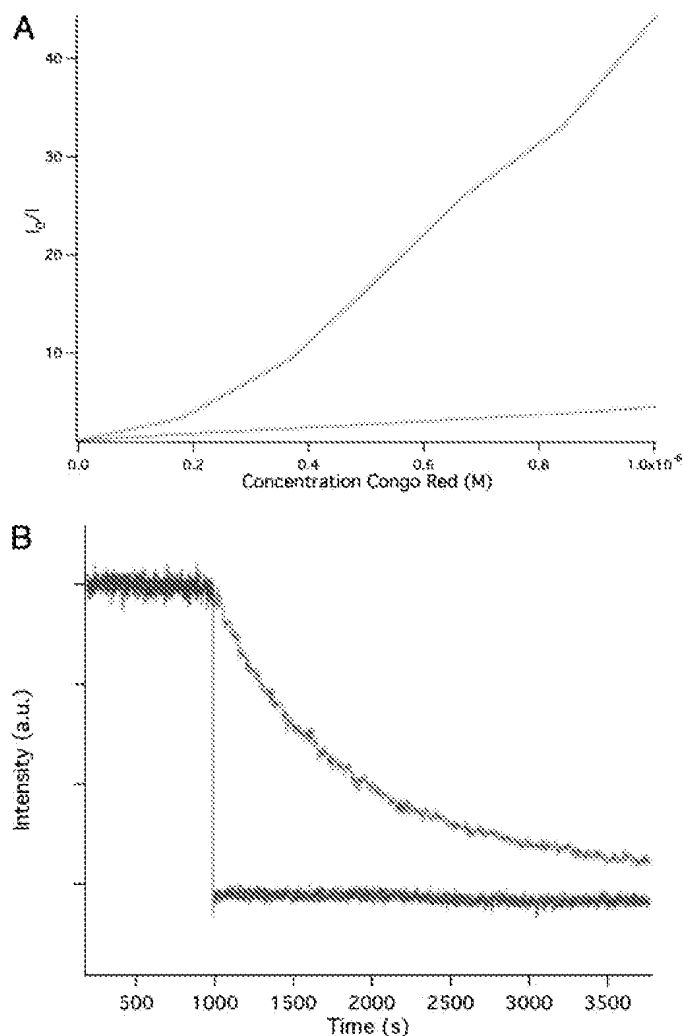 A
40
30
20
10
I₀/I
0.0 0.2 0.4 0.6 0.8 1.0x10⁻⁶
Concentration Congo Red (M)
B
Intensity (a.u.)
500 1000 1500 2000 2500 3000 3500
Time (s)